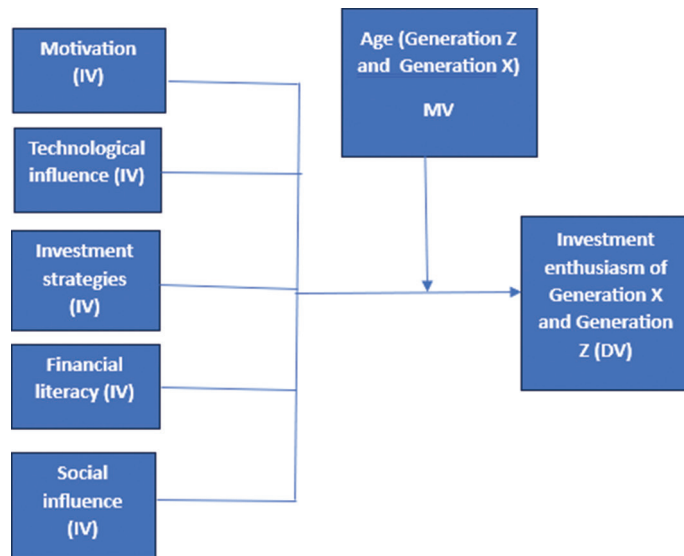 Motivation
(IV)
Technological
influence (IV)
Investment
strategies
(IV)
Financial
literacy (IV)
Social
influence
(IV)
Age (Generation Z
and Generation X)
MV
Investment
enthusiasm of
Generation X
and Generation
Z (DV)